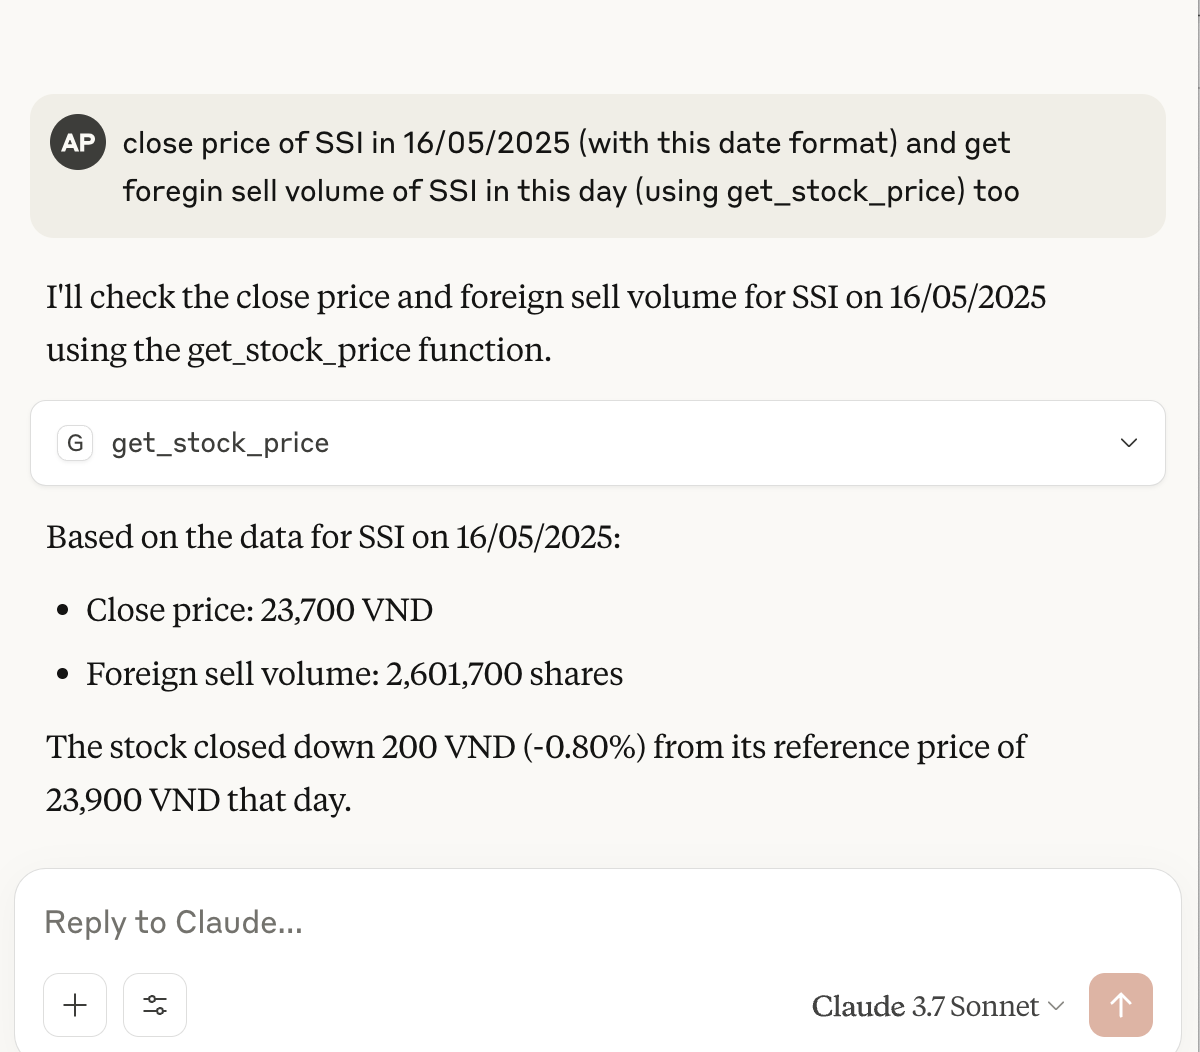 AP
close price of SSI in 16/05/2025 (with this date format) and get
foregin sell volume of SSI in this day (using get_stock_price) too
I'll check the close price and foreign sell volume for SSI on 16/05/2025
using the get_stock_price function.
G get_stock_price
Based on the data for SSI on 16/05/2025:
• Close price: 23,700 VND
• Foreign sell volume: 2,601,700 shares
The stock closed down 200 VND (-0.80%) from its reference price of
23,900 VND that day.
Reply to Claude...
Claude 3.7 Sonnet